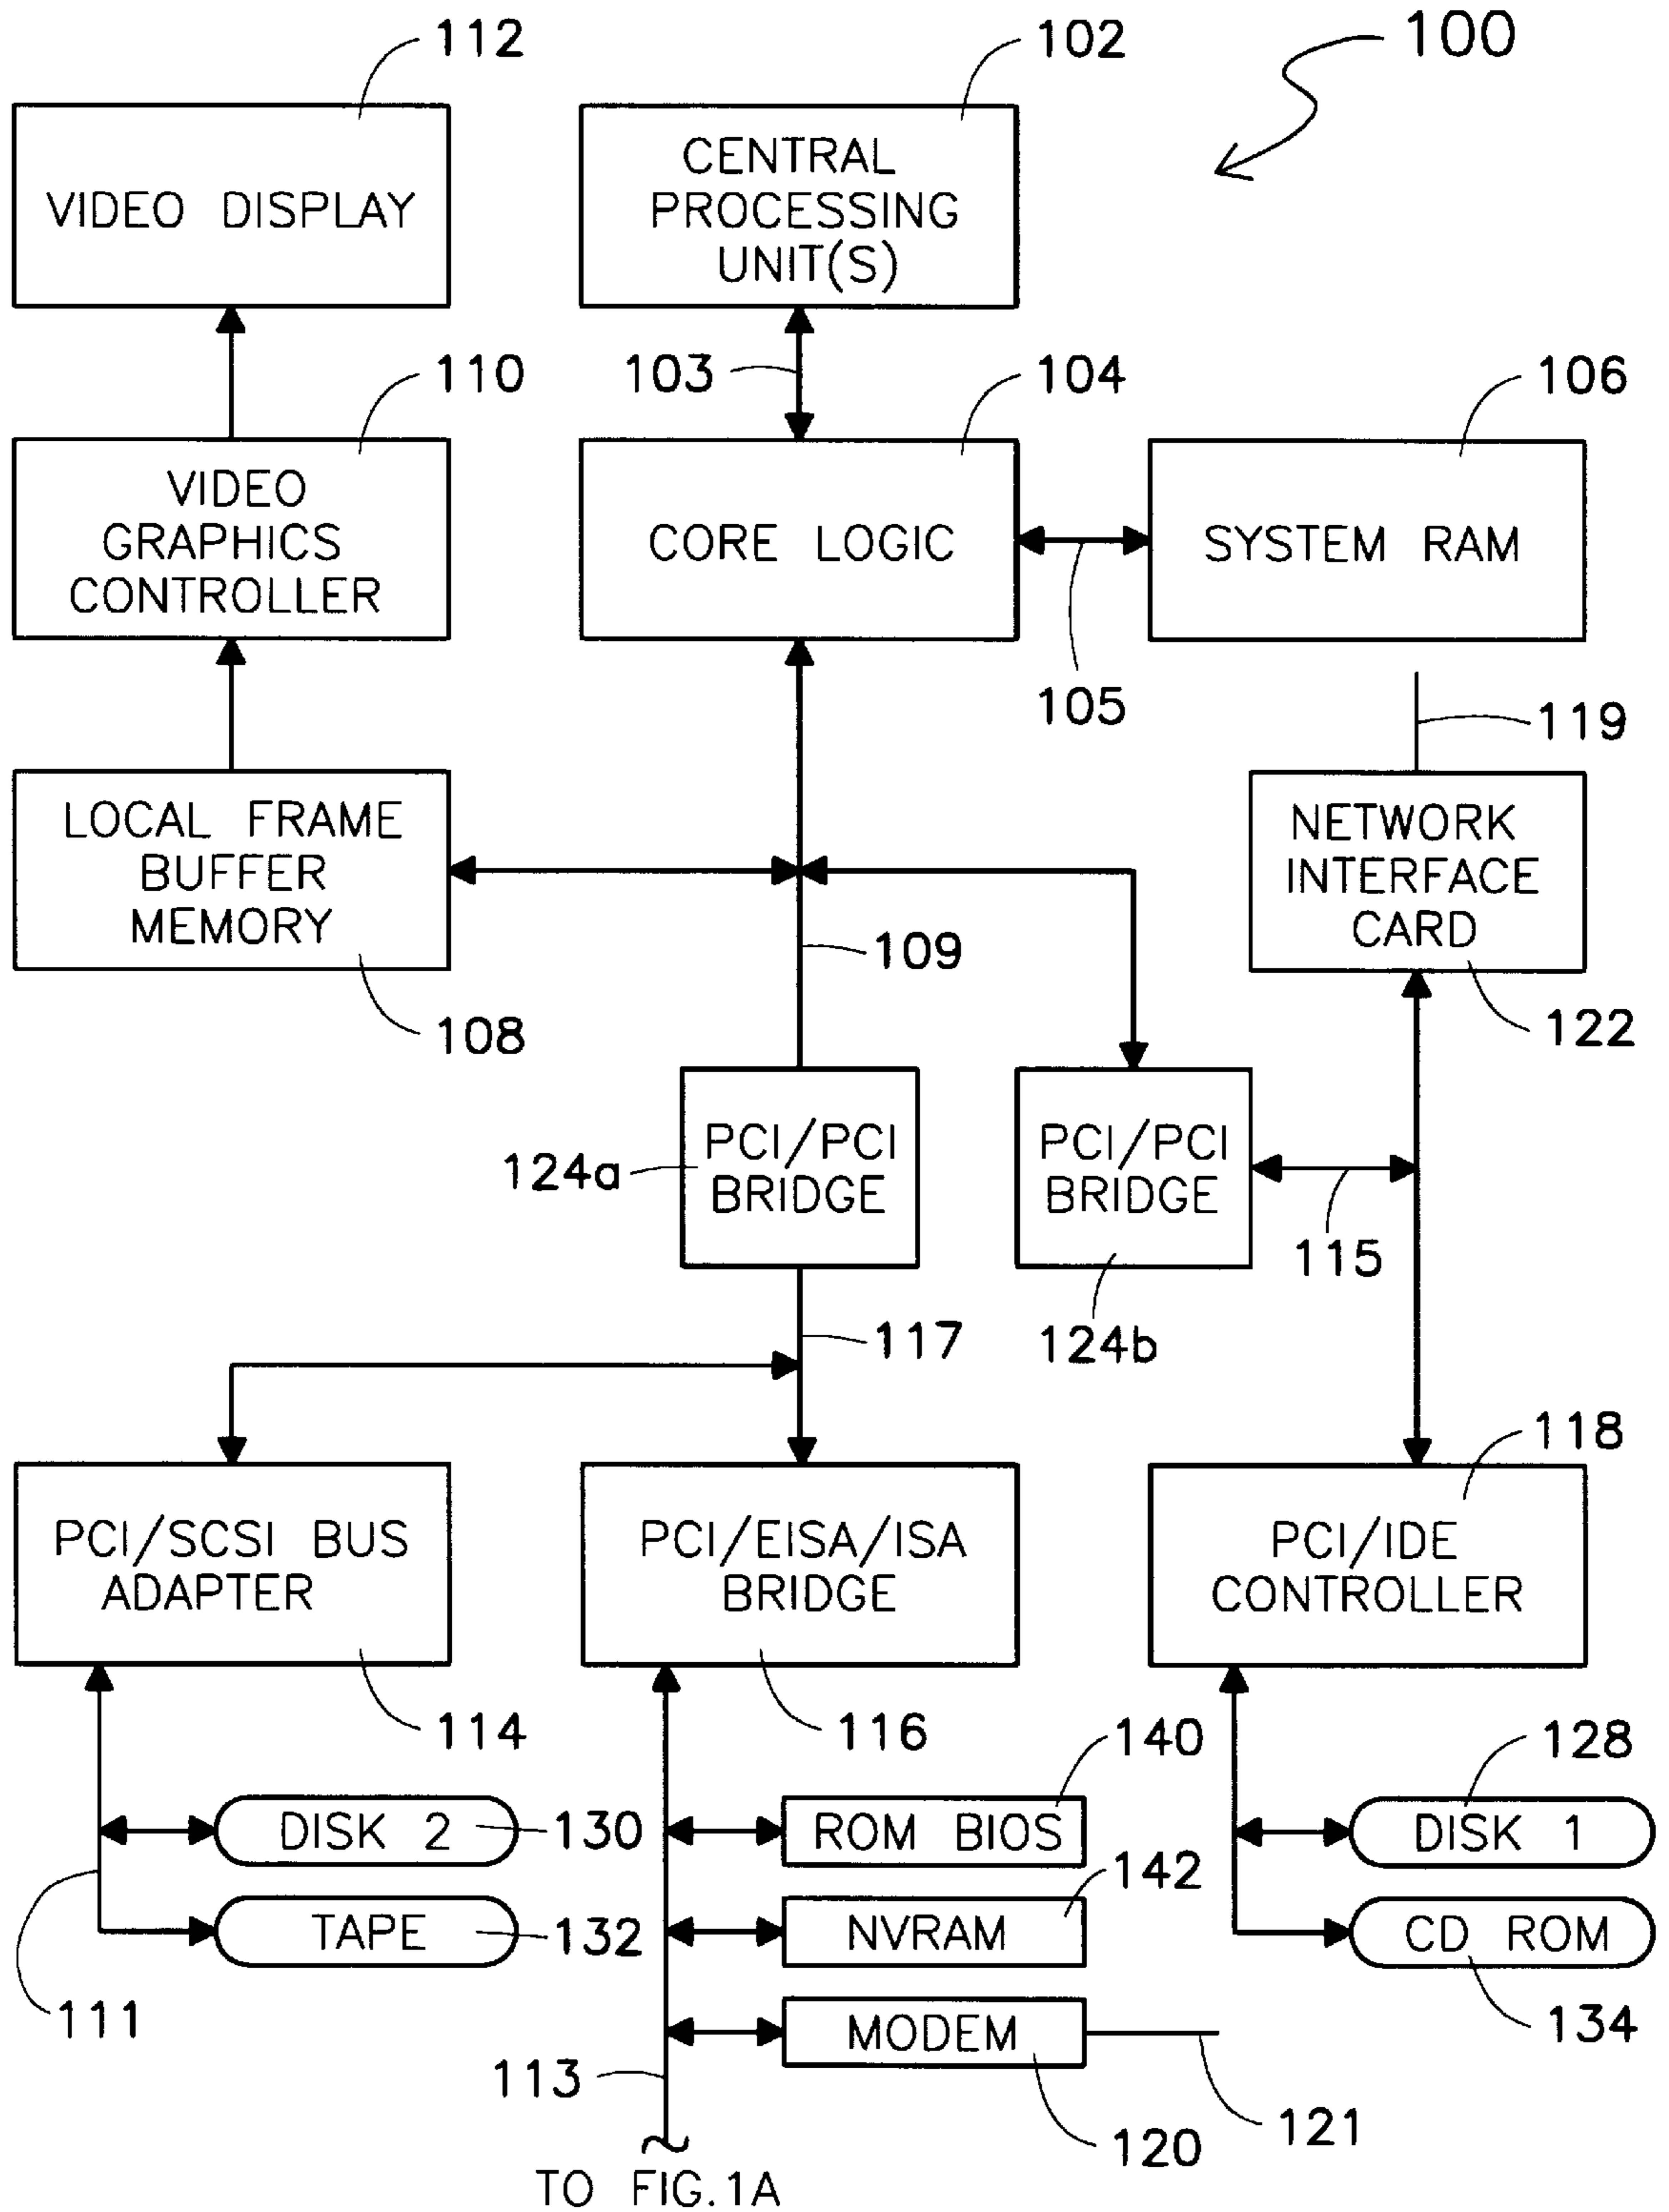 112
102
100
VIDEO DISPLAY
CENTRAL
PROCESSING
UNIT(S)
110
103
104
106
VIDEO
GRAPHICS
CONTROLLER
CORE LOGIC
SYSTEM RAM
105
119
LOCAL FRAME
BUFFER
MEMORY
NETWORK
INTERFACE
CARD
109
108
122
124a
PCI/PCI
BRIDGE
PCI/PCI
BRIDGE
115
117
124b
118
PCI/SCSI BUS
ADAPTER
PCI/EISA/ISA
BRIDGE
PCI/IDE
CONTROLLER
114
116
140
128
DISK 2
130
ROM BIOS
DISK 1
142
TAPE
132
NVRAM
CD ROM
111
MODEM
134
113
121
120
TO FIG.1A